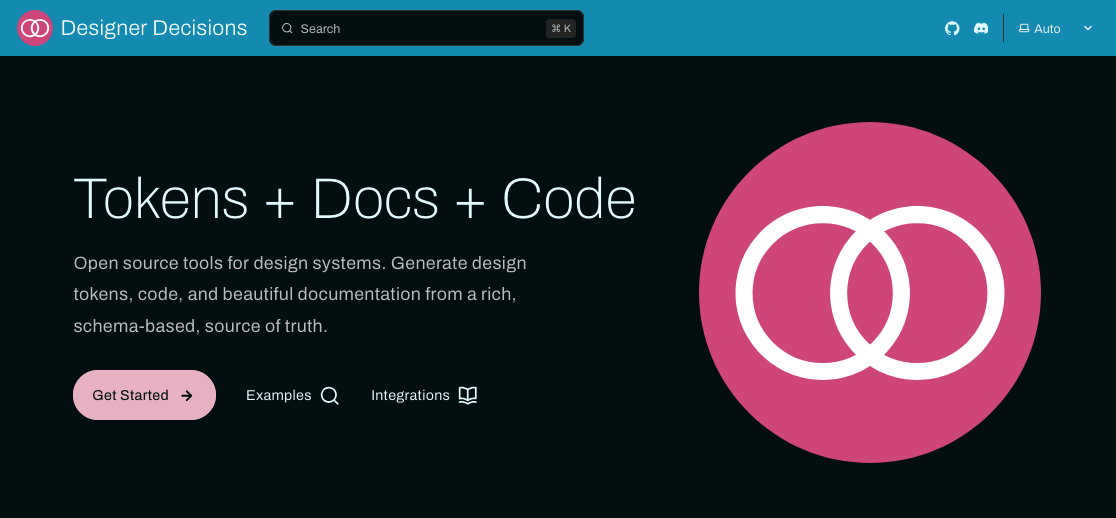 Designer Decisions
Search
⌘ K
Auto
Tokens + Docs + Code
Open source tools for design systems. Generate design
tokens, code, and beautiful documentation from a rich,
schema-based, source of truth.
Get Started
Examples
Integrations